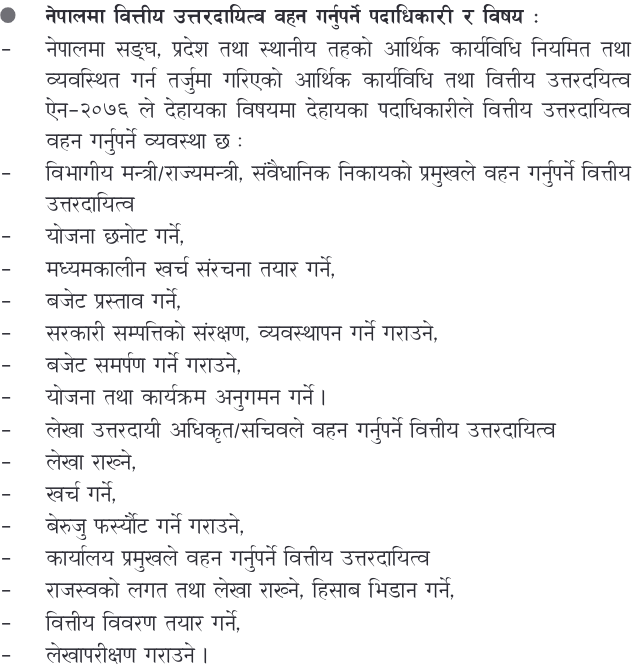 ● नेपालमा वित्तीय उत्तरदायित्व वहन गर्नुपर्ने पदाधिकारी र विषय :
- नेपालमा सङ्घ, प्रदेश तथा स्थानीय तहको आर्थिक कार्यविधि नियमित तथा
व्यवस्थित गर्न तर्जुमा गरिएको आर्थिक कार्यविधि तथा वित्तीय उत्तरदायित्व
ऐन-२०७६ ले देहायका विषयमा देहायका पदाधिकारीले वित्तीय उत्तरदायित्व
वहन गर्नुपर्ने व्यवस्था छ :
- विभागीय मन्त्री/राज्यमन्त्री, संवैधानिक निकायको प्रमुखले वहन गर्नुपर्ने वित्तीय
उत्तरदायित्व
- योजना छनोट गर्ने,
- मध्यमकालीन खर्च संरचना तयार गर्ने,
- बजेट प्रस्ताव गर्ने,
- सरकारी सम्पत्तिको संरक्षण, व्यवस्थापन गर्ने गराउने,
- बजेट समर्पण गर्ने गराउने,
- योजना तथा कार्यक्रम अनुगमन गर्ने ।
- लेखा उत्तरदायी अधिकृत/सचिवले वहन गर्नुपर्ने वित्तीय उत्तरदायित्व
- लेखा राख्ने,
- खर्च गर्ने,
- बेरुजु फर्स्यौट गर्ने गराउने,
- कार्यालय प्रमुखले वहन गर्नुपर्ने वित्तीय उत्तरदायित्व
- राजस्वको लगत तथा लेखा राख्ने, हिसाब भिडान गर्ने,
- वित्तीय विवरण तयार गर्ने,
- लेखापरीक्षण गराउने ।